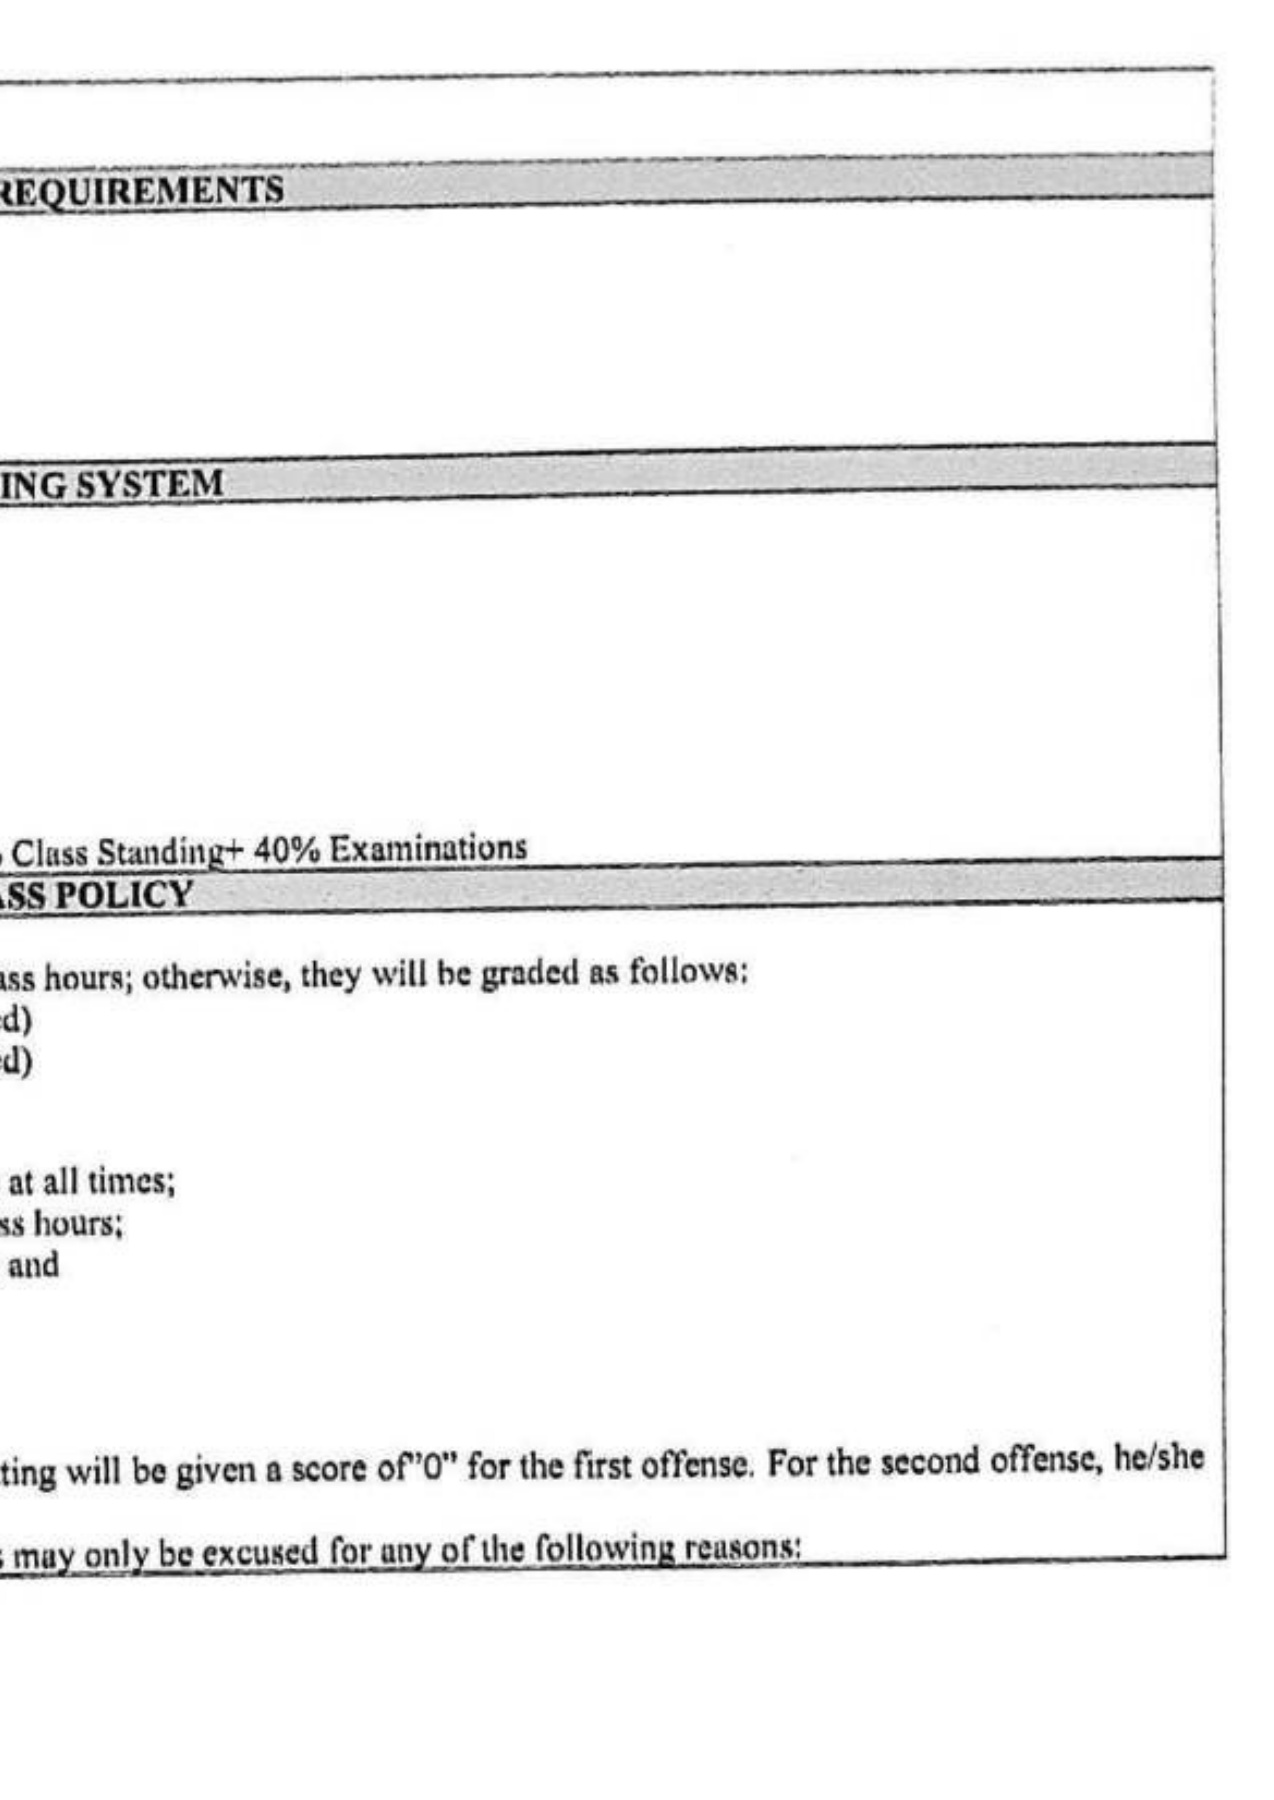 REQUIREMENTS
ING SYSTEM
Class Standing+ 40% Examinations
ASS POLICY
ass hours; otherwise, they will be graded as follows:
d)
d)
at all times;
ss hours;
and
ting will be given a score of"0" for the first offense. For the second offense, he/she
s may only be excused for any of the following reasons: